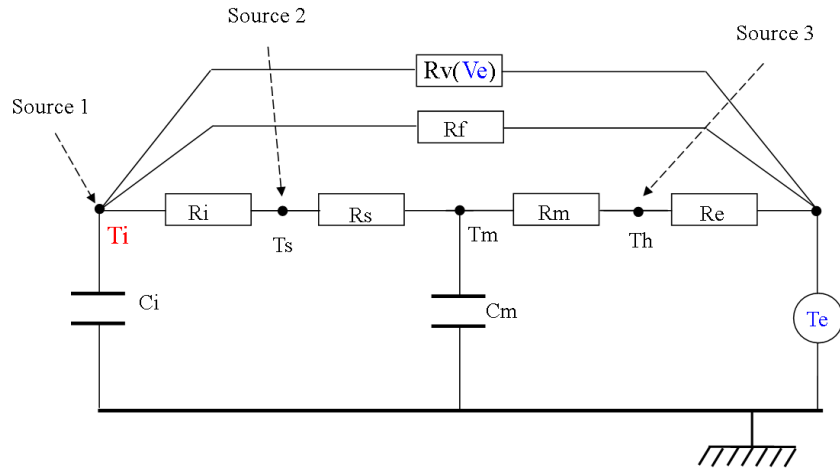 Source 2
Source 3
Source 1
Rv(Ve)
Rf
Ri
Rs
Rm
Re
Ti
Ts
Tm
Th
Ci
Cm
Te